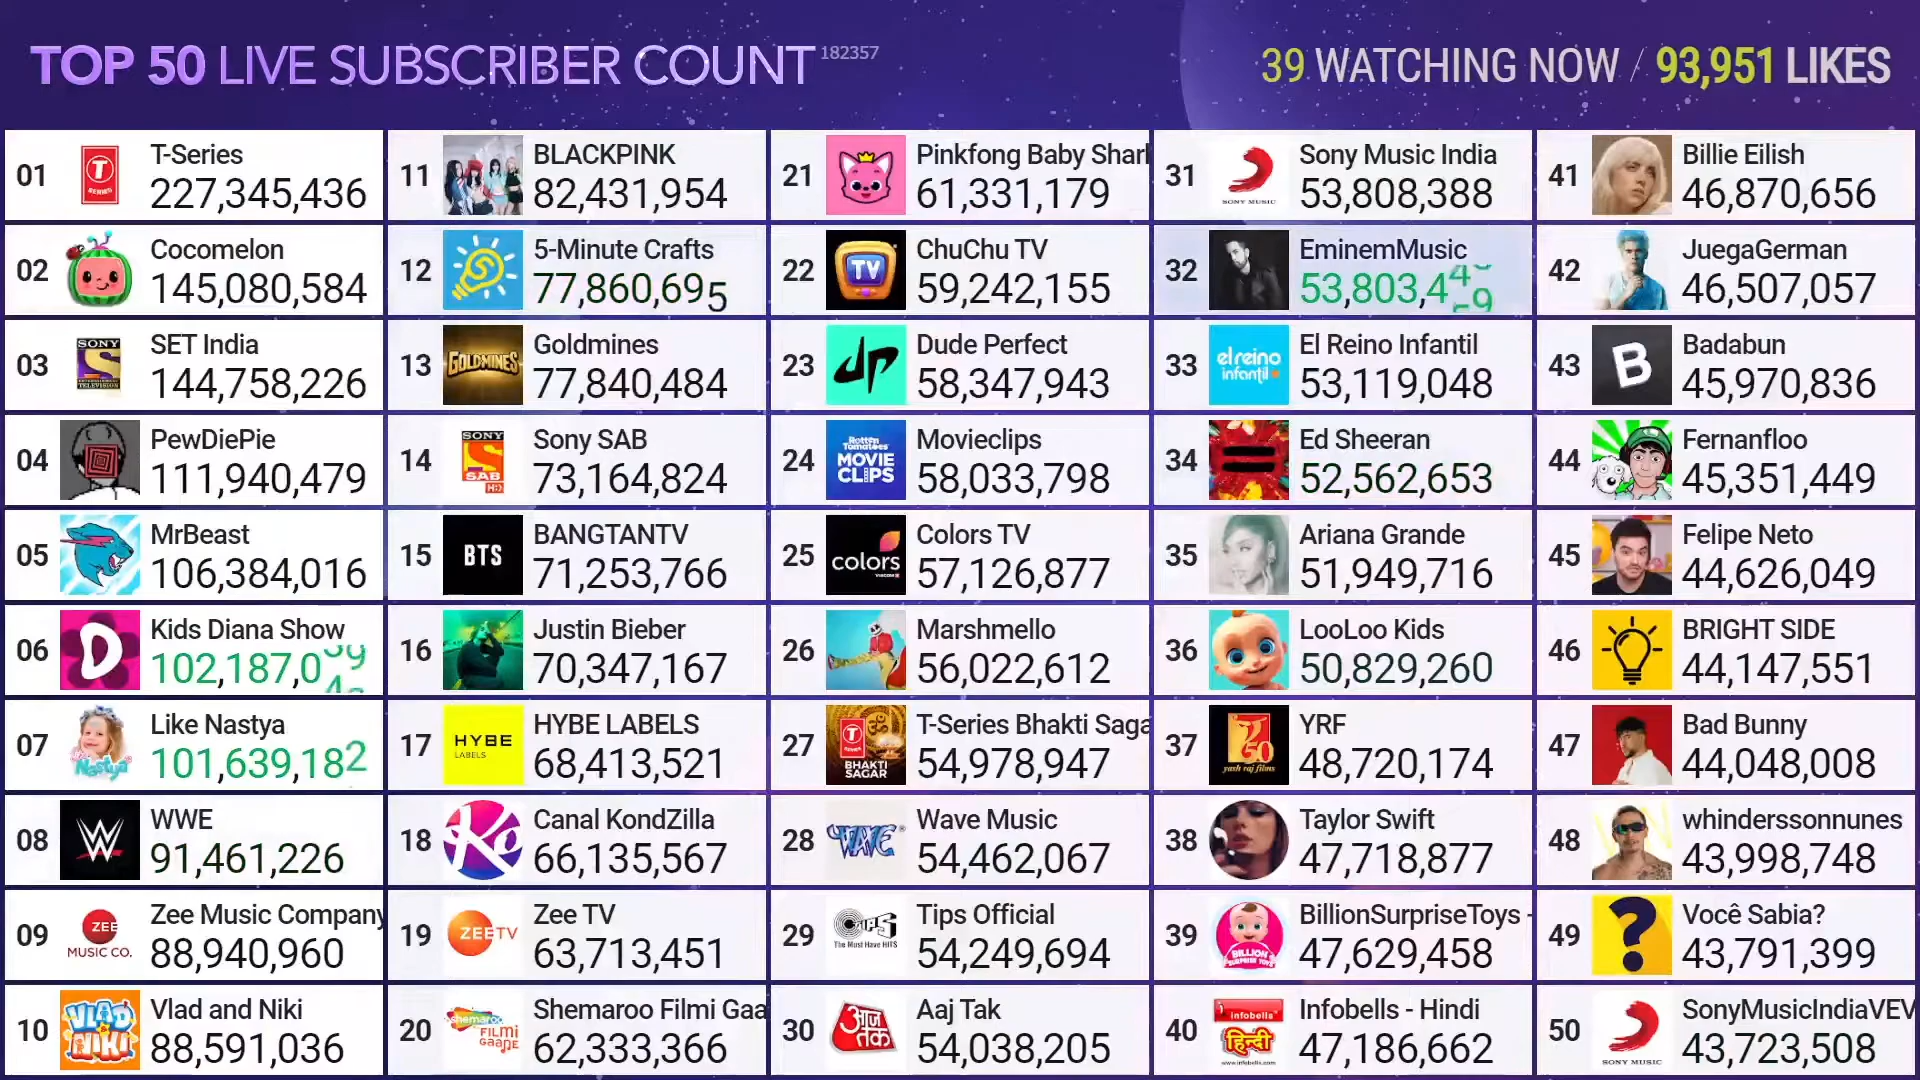 TOP 50 LIVE SUBSCRIBER COUNT 182357
39 WATCHING NOW / 93,951 LIKES
01 T-Series
227,345,436
02 Cocomelon
145,080,584
03 SET India
144,758,226
04 PewDiePie
111,940,479
05 MrBeast
106,384,016
06 Kids Diana Show
102,187,0
07 Like Nastya
101,639,182
08 WWE
91,461,226
09 Zee Music Company
88,940,960
10 Vlad and Niki
88,591,036
11 BLACKPINK
82,431,954
12 5-Minute Crafts
77,860,695
13 Goldmines
77,840,484
14 Sony SAB
73,164,824
15 BANGTANTV
71,253,766
16 Justin Bieber
70,347,167
17 HYBE LABELS
68,413,521
18 Canal KondZilla
66,135,567
19 Zee TV
63,713,451
20 Shemaroo Filmi Gaa
62,333,366
21 Pinkfong Baby Shar
61,331,179
22 ChuChu TV
59,242,155
23 Dude Perfect
58,347,943
24 Movieclips
58,033,798
25 Colors TV
57,126,877
26 Marshmello
56,022,612
27 T-Series Bhakti Saga
54,978,947
28 Wave Music
54,462,067
29 Tips Official
54,249,694
30 Aaj Tak
54,038,205
31 Sony Music India
53,808,388
32 EminemMusic
53,803,4
33 El Reino Infantil
53,119,048
34 Ed Sheeran
52,562,653
35 Ariana Grande
51,949,716
36 LooLoo Kids
50,829,260
37 YRF
48,720,174
38 Taylor Swift
47,718,877
39 BillionSurpriseToys -
47,629,458
40 Infobells - Hindi
47,186,662
41 Billie Eilish
46,870,656
42 JuegaGerman
46,507,057
43 Badabun
45,970,836
44 Fernanfloo
45,351,449
45 Felipe Neto
44,626,049
46 BRIGHT SIDE
44,147,551
47 Bad Bunny
44,048,008
48 whinderssonnunes
43,998,748
49 Você Sabia?
43,791,399
50 SonyMusicIndiaVEV
43,723,508